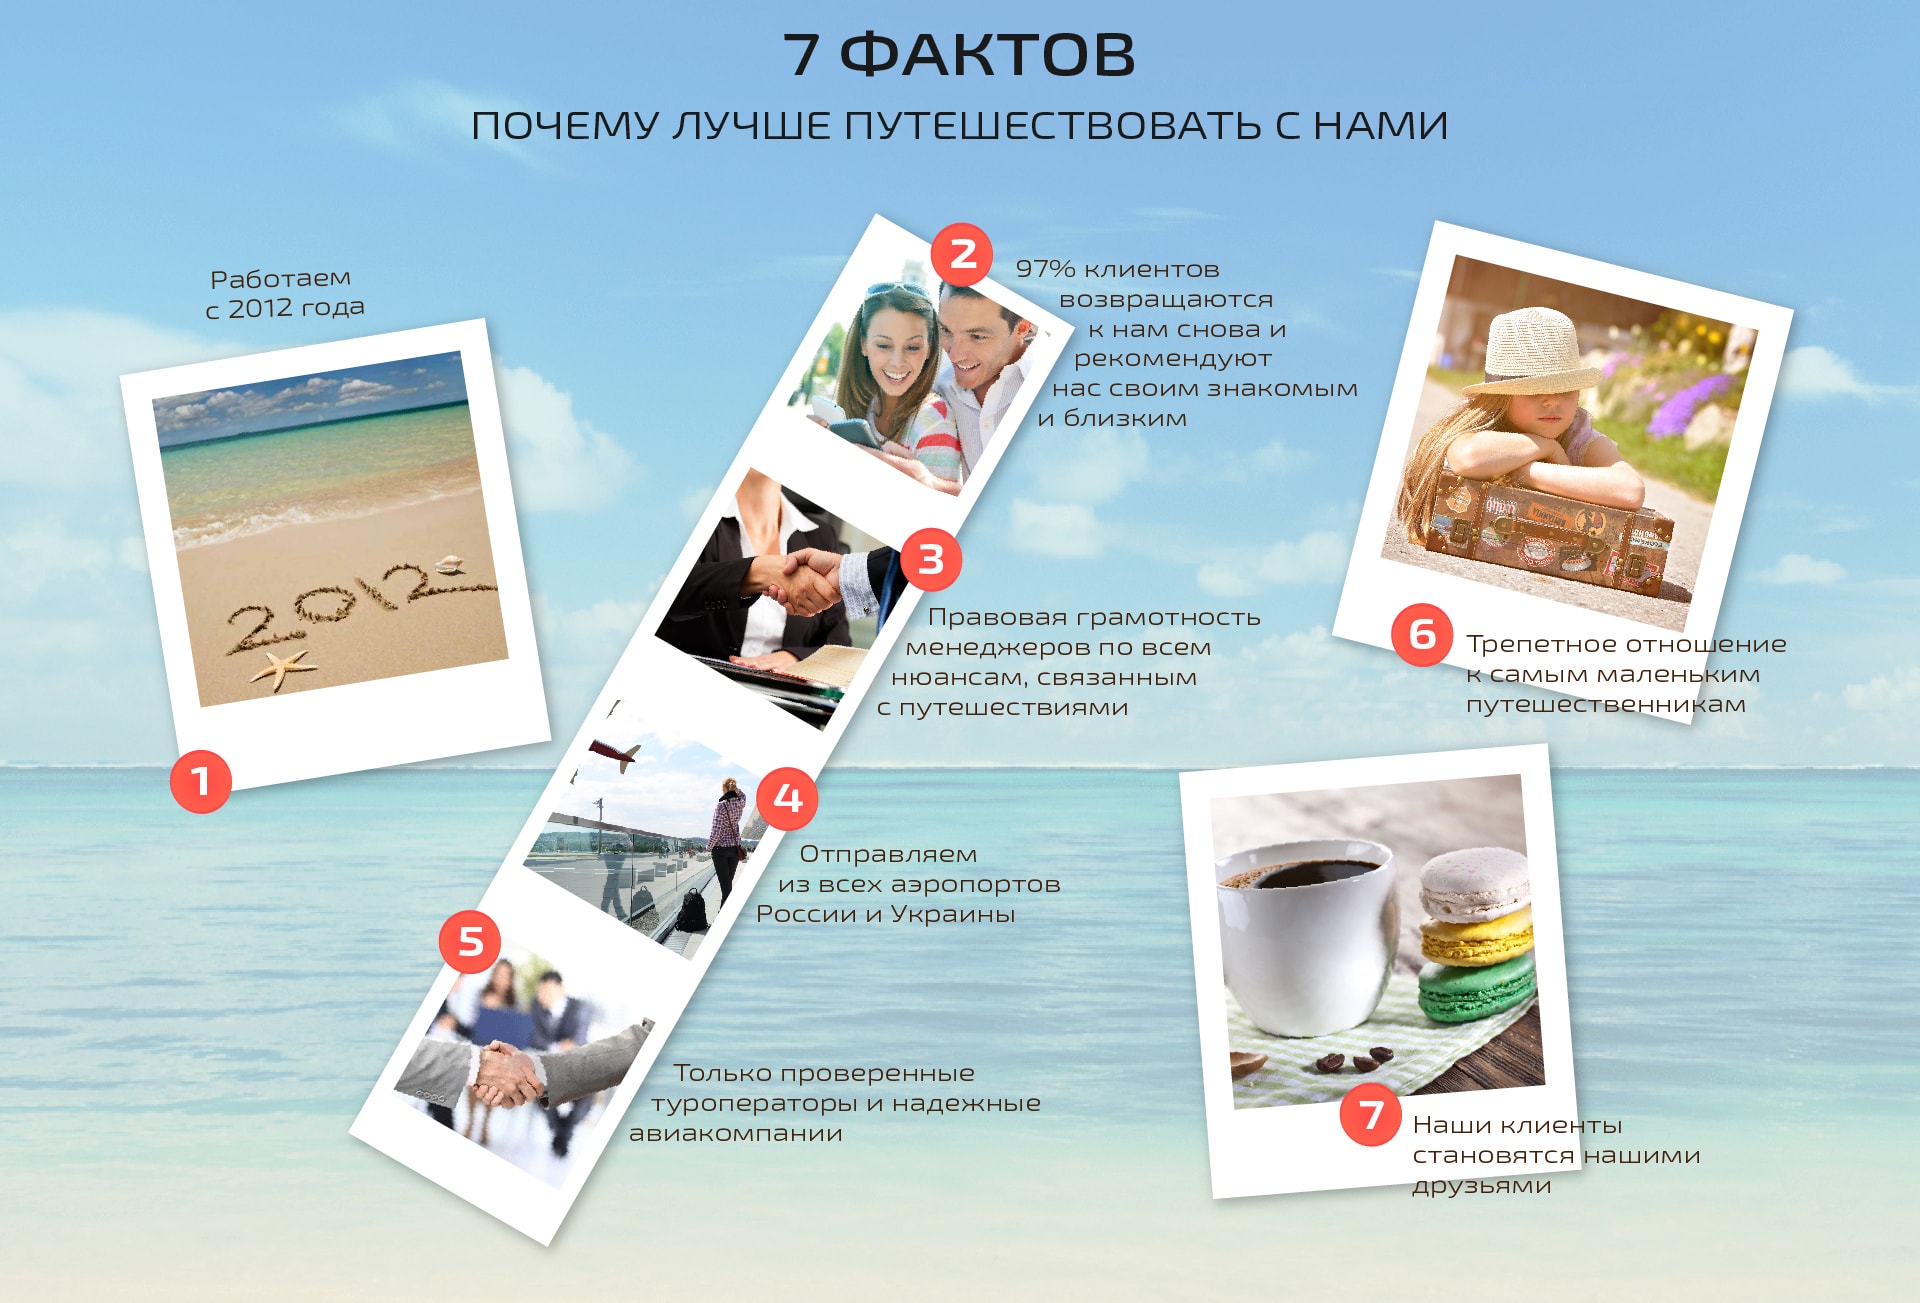 7 ФАКТОВ
ПОЧЕМУ ЛУЧШЕ ПУТЕШЕСТВОВАТЬ С НАМИ
Работаем
с 2012 года
2012
1
2
97% клиентов
возвращаются
к нам снова и
рекомендуют
нас своим знакомым
и близким
3
Правовая грамотность
менеджеров по всем
нюансам, связанным
с путешествиями
4
Отправляем
из всех аэропортов
России и Украины
5
Только проверенные
туроператоры и надежные
авиакомпании
6
Трепетное отношение
к самым маленьким
путешественникам
7
Наши клиенты
становятся нашими
друзьями